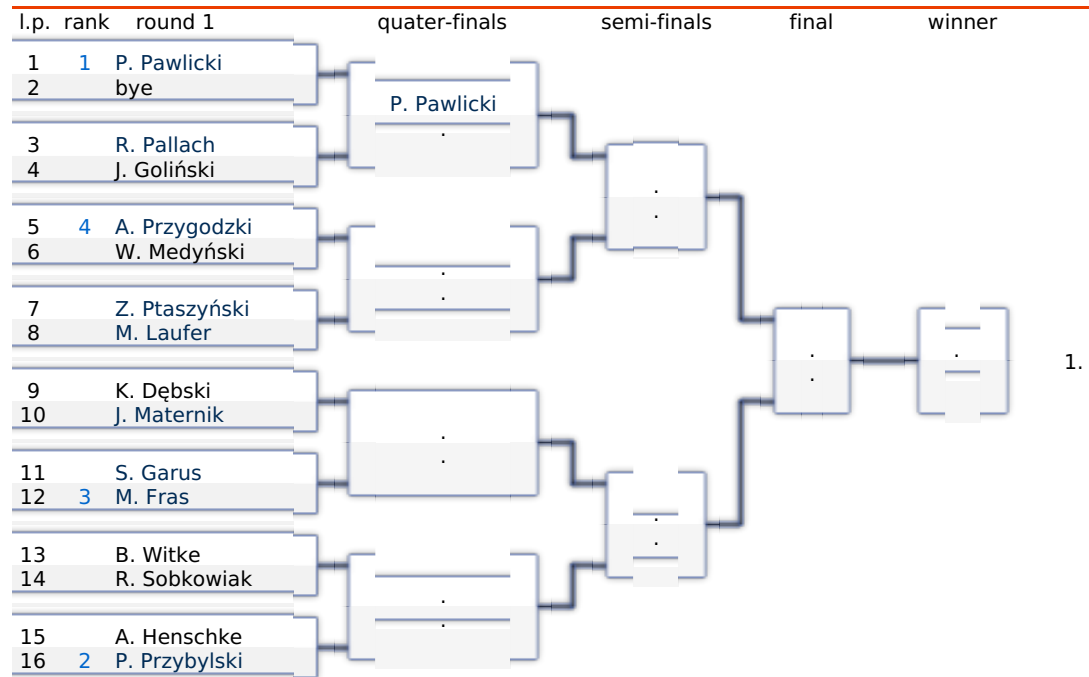 l.p. rank round 1 quater-finals semi-finals final winner
1 1 P. Pawlicki
2 bye
P. Pawlicki
.
3 R. Pallach
4 J. Goliński
.
.
5 4 A. Przygodzki
6 W. Medyński
.
.
7 Z. Ptaszyński
8 M. Laufer
.
.
. 1.
9 K. Dębski
10 J. Maternik
.
.
11 S. Garus
12 3 M. Fras
.
.
13 B. Witke
14 R. Sobkowiak
.
.
15 A. Henschke
16 2 P. Przybylski